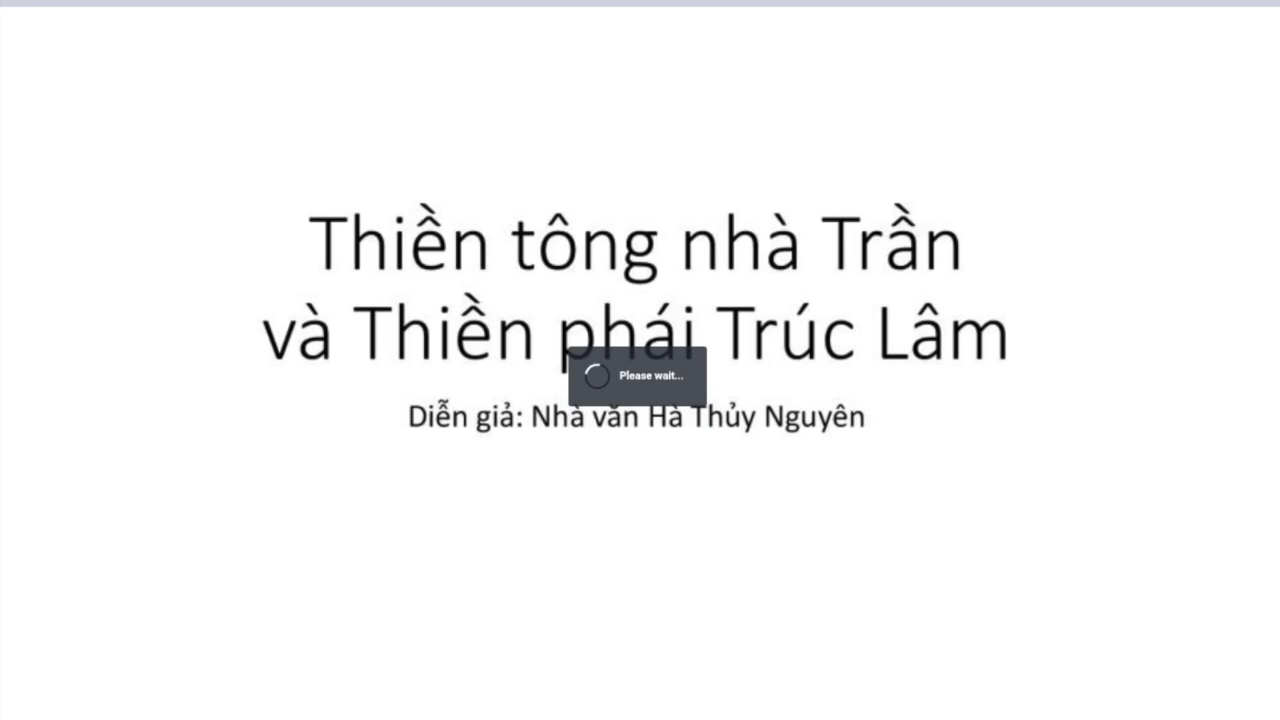 Thiền tông nhà Trần
và Thiền phái Trúc Lâm
Please wait...
Diễn giả: Nhà văn Hà Thủy Nguyên